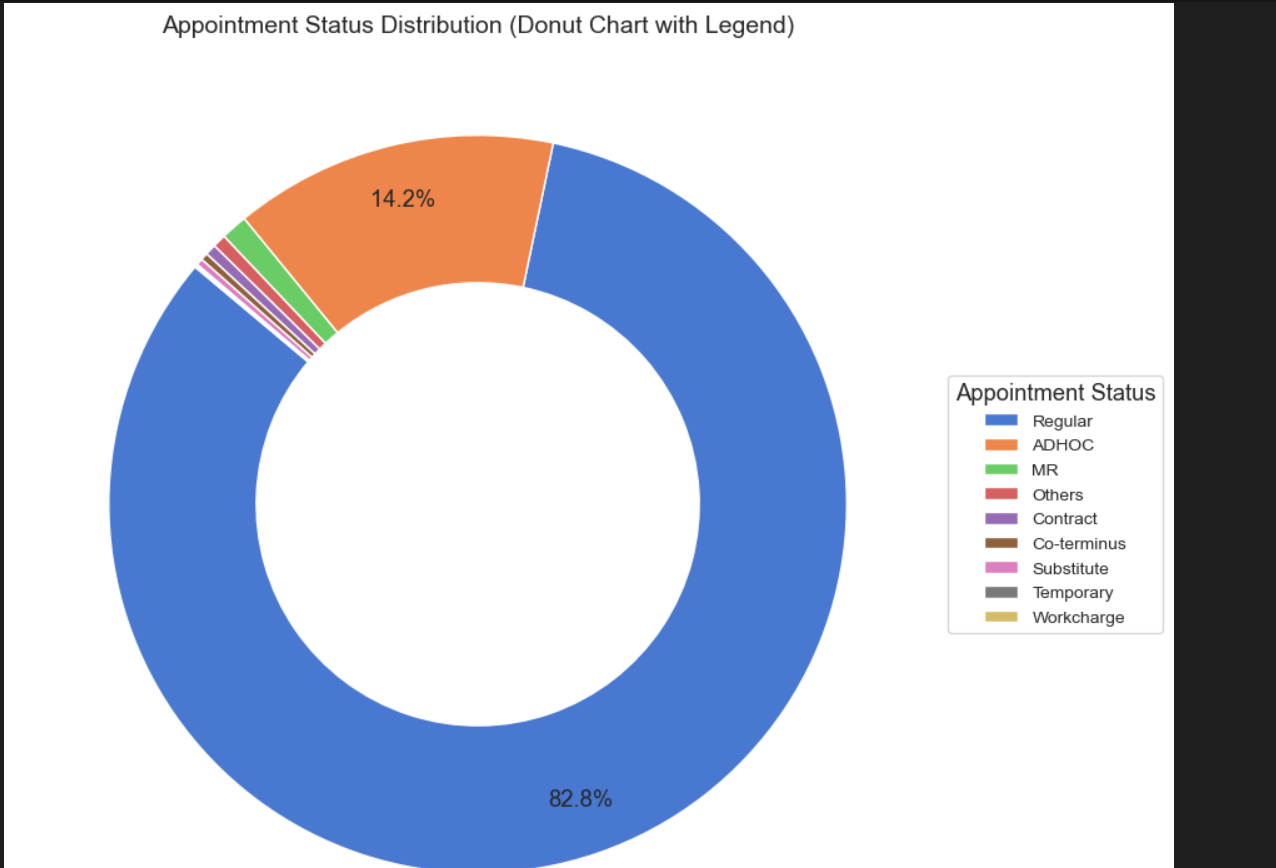 Appointment Status Distribution (Donut Chart with Legend)
14.2%
Appointment Status
Regular
ADHOC
MR
Others
Contract
Co-terminus
Substitute
Temporary
Workcharge
82.8%